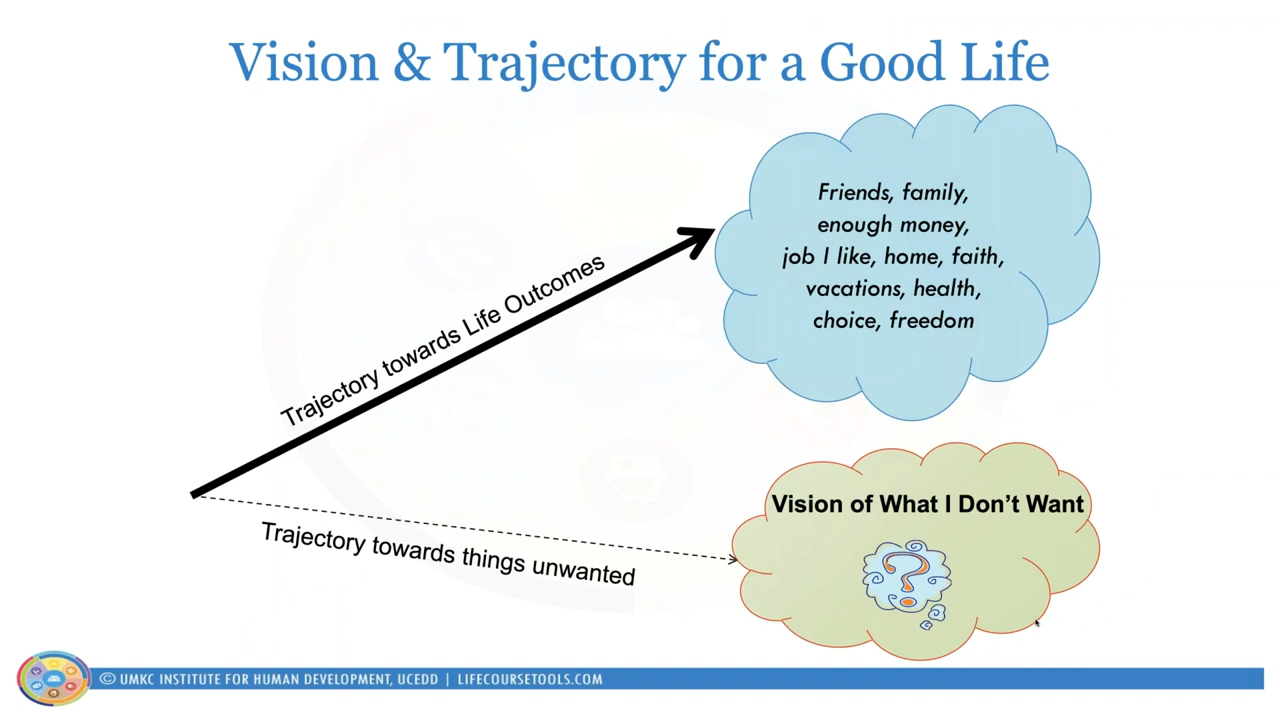 Vision & Trajectory for a Good Life
Friends, family,
enough money,
job I like, home, faith,
vacations, health,
choice, freedom
Trajectory towards Life Outcomes
Vision of What I Don't Want
?
Trajectory towards things unwanted
© UMKC INSTITUTE FOR HUMAN DEVELOPMENT, UCEDD | LIFECOURSETOOLS.COM